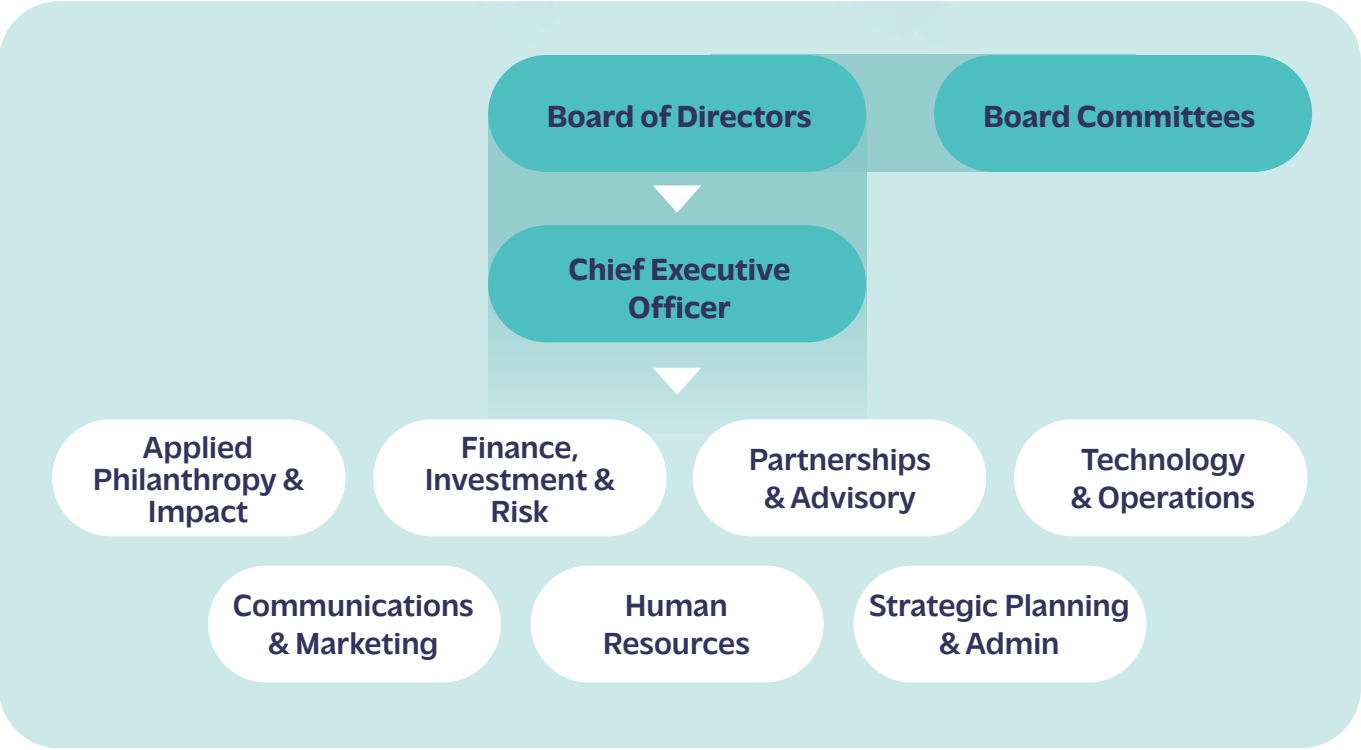 Board of Directors
Board Committees
Chief Executive
Officer
Applied
Philanthropy &
Impact
Finance,
Investment &
Risk
Partnerships
& Advisory
Technology
& Operations
Communications
& Marketing
Human
Resources
Strategic Planning
& Admin